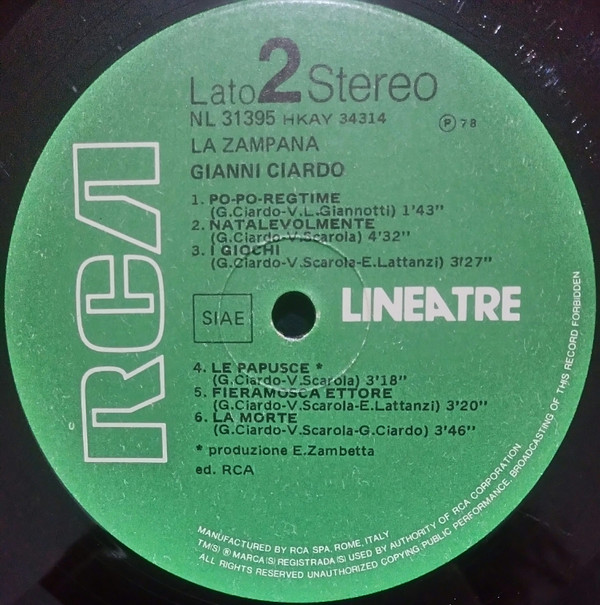 Lato 2 Stereo
NL 31395 HKAY 34314 Ⓟ 78
LA ZAMPANA
GIANNI CIARDO
1. PO-PO-REGTIME
(G.Ciardo-V.L.Giannotti) 1'43"
2. NATALEVOLMENTE
(G.Ciardo-V.Scarola) 4'32"
3. I GIOCHI
(G.Ciardo-V.Scarola-E.Lattanzi) 3'27"
RCA
SIAE
LINEATRE
4. LE PAPUSCE *
(G.Ciardo-V.Scarola) 3'18"
5. FIERAMOSCA ETTORE
(G.Ciardo-V.Scarola-E.Lattanzi) 3'20"
6. LA MORTE
(G.Ciardo-V.Scarola-G.Ciardo) 3'46"
* produzione E.Zambetta
ed. RCA
MANUFACTURED BY RCA SPA, ROME, ITALY
TM(S) ® MARCA(S) REGISTRADA(S) USED BY AUTHORITY OF RCA CORPORATION
ALL RIGHTS RESERVED UNAUTHORIZED COPYING, PUBLIC PERFORMANCE, BROADCASTING OF THIS RECORD FORBIDDEN